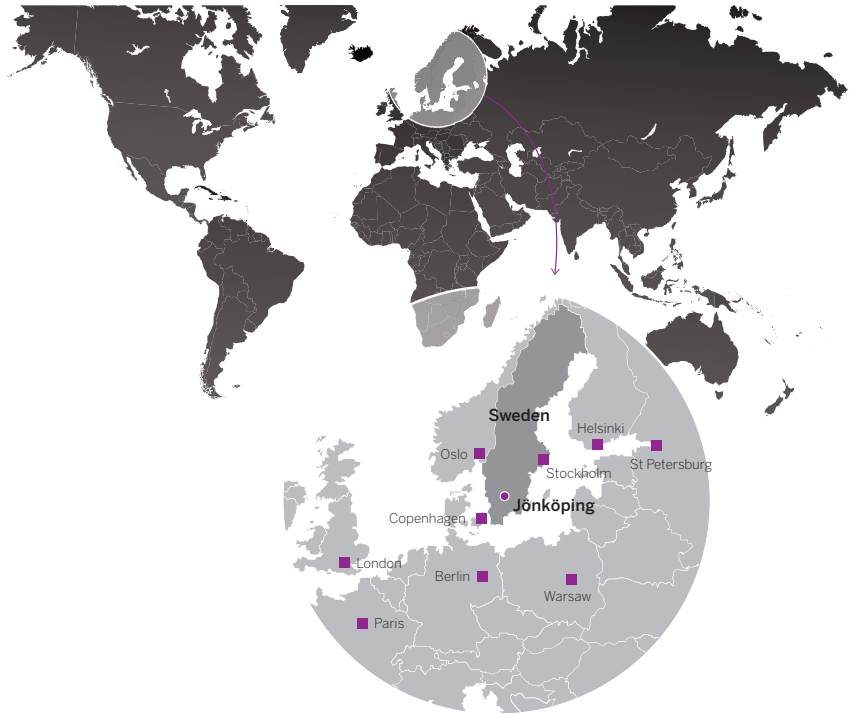 Sweden
Helsinki
Oslo
St Petersburg
Stockholm
Jönköping
Copenhagen
London
Berlin
Warsaw
Paris